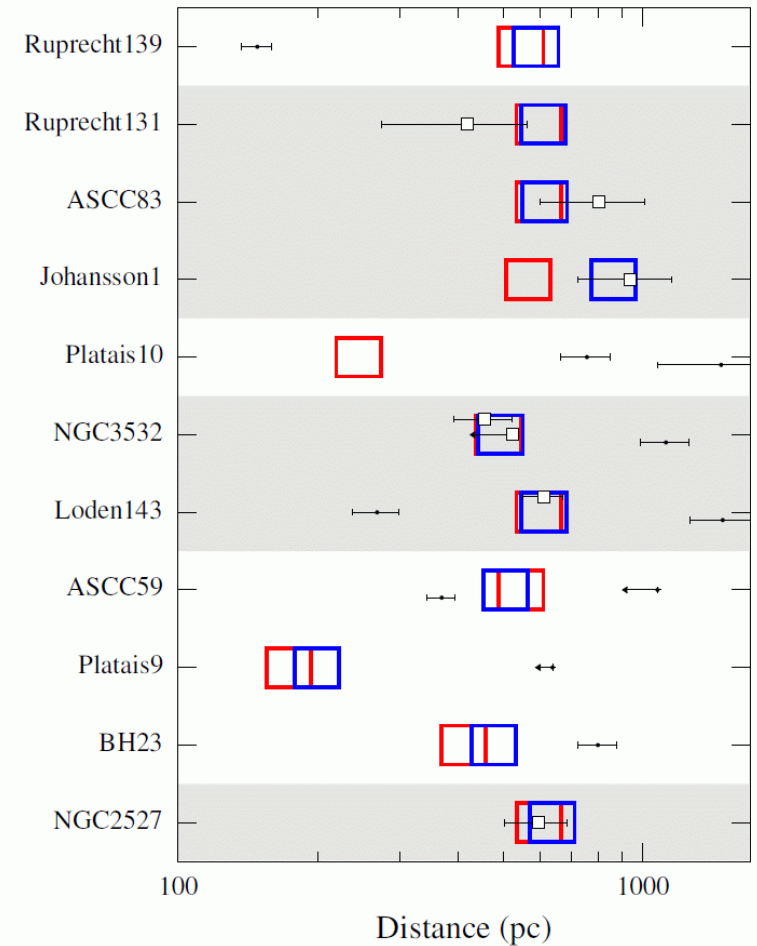 Ruprecht139
Ruprecht131
ASCC83
Johansson1
Platais10
NGC3532
Loden143
ASCC59
Platais9
BH23
NGC2527
100 1000
Distance (pc)